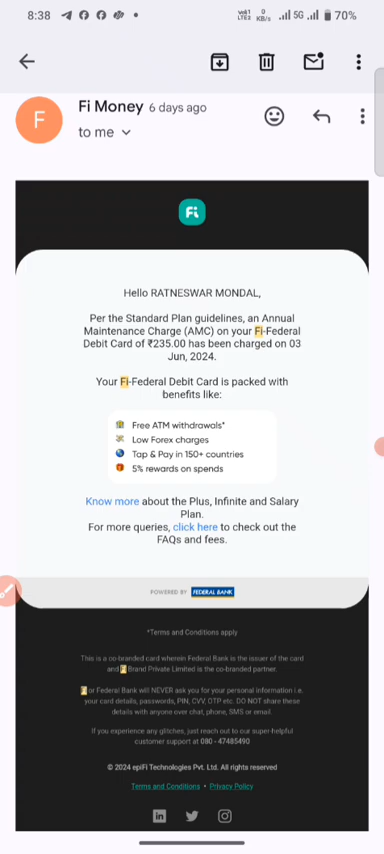 8:38
Vo1
LTE2
0
KB/s
5G
70%
F
Fi Money 6 days ago
to me
Fi
Hello RATNESWAR MONDAL,
Per the Standard Plan guidelines, an Annual
Maintenance Charge (AMC) on your Fi-Federal
Debit Card of ₹235.00 has been charged on 03
Jun, 2024.
Your Fi-Federal Debit Card is packed with
benefits like:
Free ATM withdrawals*
Low Forex charges
Tap & Pay in 150+ countries
5% rewards on spends
Know more about the Plus, Infinite and Salary
Plan.
For more queries, click here to check out the
FAQs and fees.
POWERED BY FEDERAL BANK
*Terms and Conditions apply
This is a co-branded card wherein Federal Bank is the issuer of the card
and Fi Brand Private Limited is the co-branded partner.
Fi or Federal Bank will NEVER ask you for your personal information i.e.
your card details, passwords, PIN, CVV, OTP etc. DO NOT share these
details with anyone over chat, phone, SMS or email.
If you experience any glitches, just reach out to our super-helpful
customer support at 080 - 47485490
© 2024 epiFi Technologies Pvt. Ltd. All rights reserved
Terms and Conditions • Privacy Policy
in